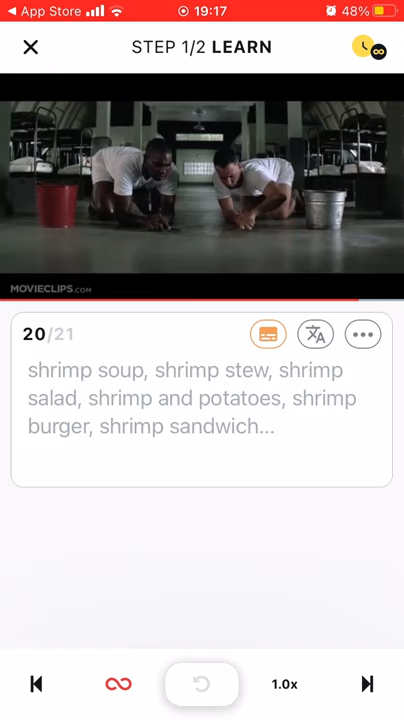 App Store 19:17 48%
STEP 1/2 LEARN
MOVIECLIPS.COM
20/21
shrimp soup, shrimp stew, shrimp
salad, shrimp and potatoes, shrimp
burger, shrimp sandwich...
1.0x